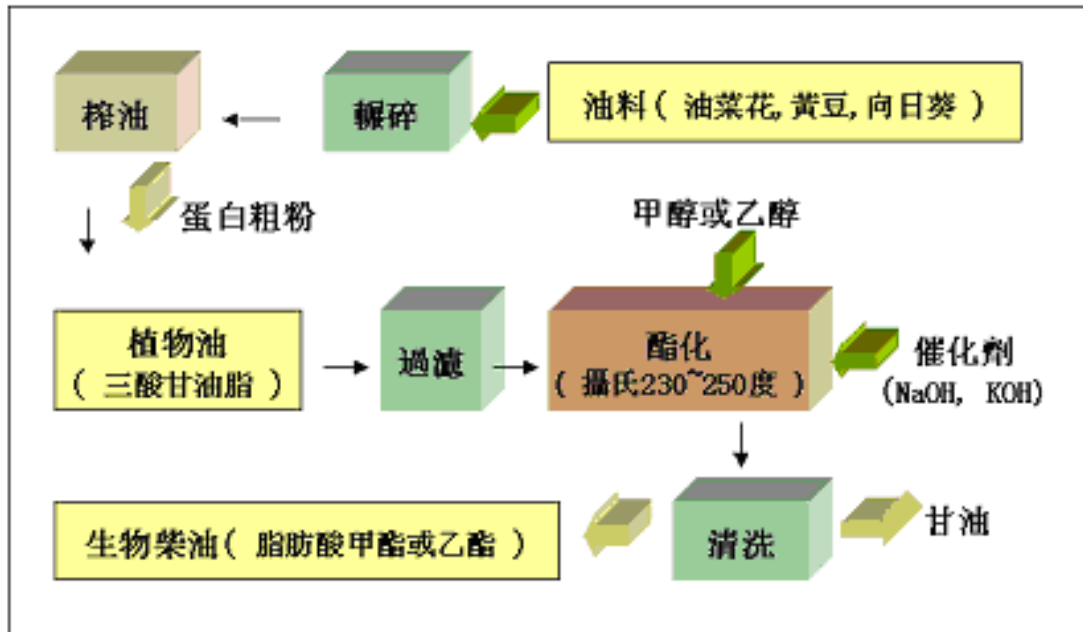 榨油
輾碎
油料( 油菜花,黃豆,向日葵 )
蛋白粗粉
甲醇或乙醇
植物油
( 三酸甘油脂 )
過濾
酯化
( 攝氏230~250度 )
催化劑
(NaOH, KOH)
生物柴油( 脂肪酸甲酯或乙酯 )
清洗
甘油